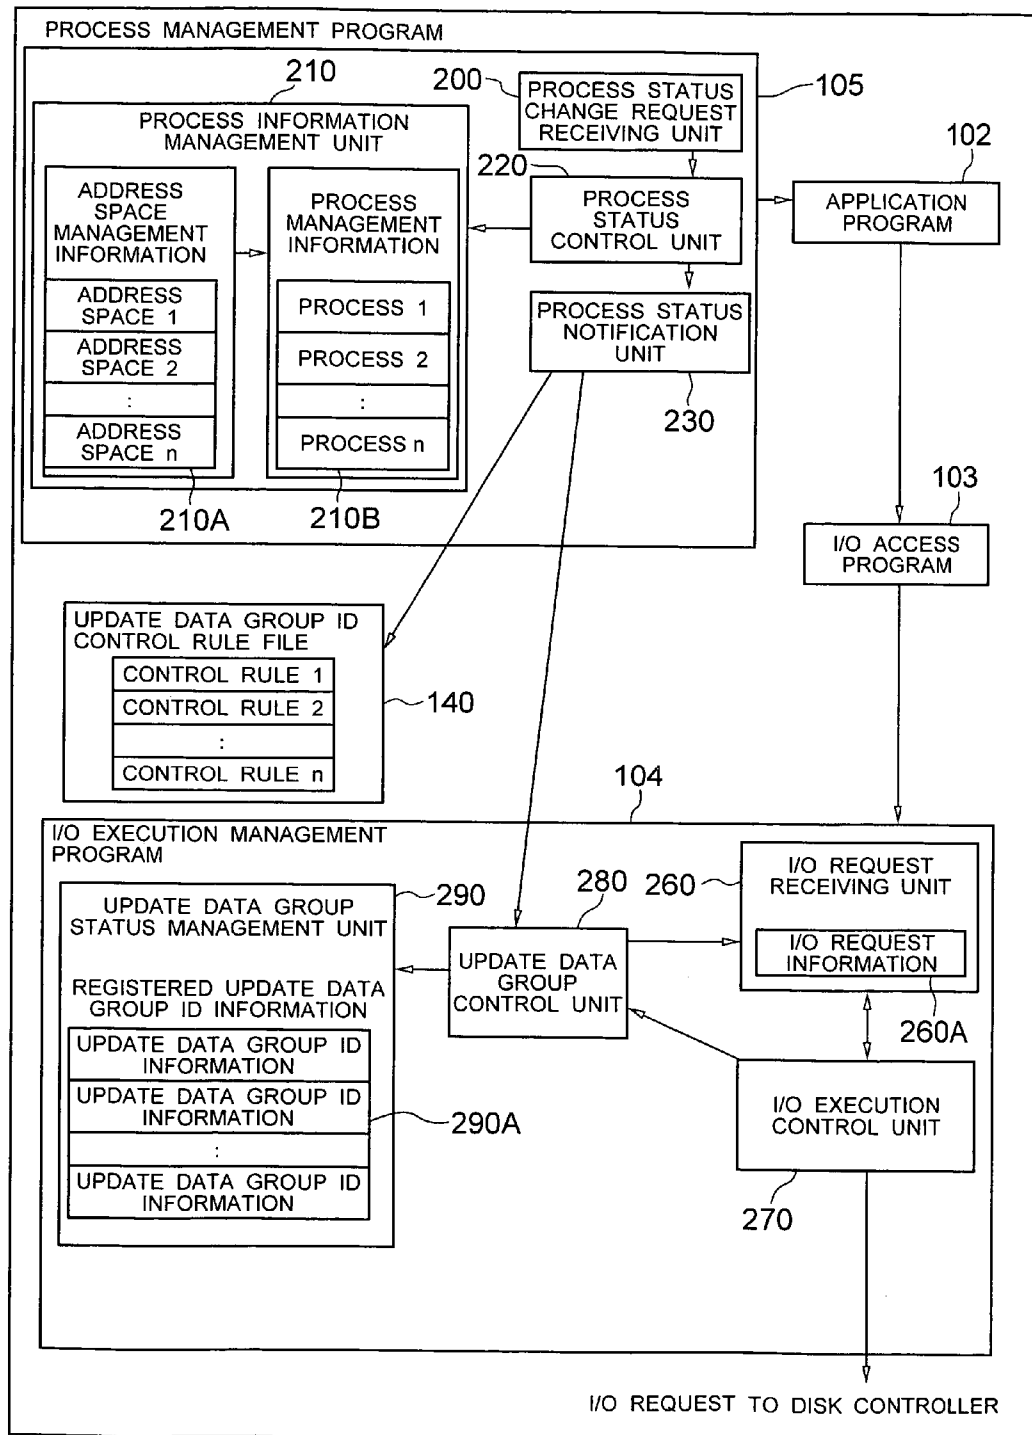 PROCESS MANAGEMENT PROGRAM
210
200
PROCESS STATUS
CHANGE REQUEST
RECEIVING UNIT
105
PROCESS INFORMATION
MANAGEMENT UNIT
ADDRESS
SPACE
MANAGEMENT
INFORMATION
ADDRESS
SPACE 1
ADDRESS
SPACE 2
:
ADDRESS
SPACE n
210A
PROCESS
MANAGEMENT
INFORMATION
PROCESS 1
PROCESS 2
:
PROCESS n
210B
220
PROCESS
STATUS
CONTROL UNIT
PROCESS STATUS
NOTIFICATION
UNIT
230
102
APPLICATION
PROGRAM
103
I/O ACCESS
PROGRAM
UPDATE DATA GROUP ID
CONTROL RULE FILE
CONTROL RULE 1
CONTROL RULE 2
:
CONTROL RULE n
140
104
I/O EXECUTION MANAGEMENT
PROGRAM
290
UPDATE DATA GROUP
STATUS MANAGEMENT UNIT
REGISTERED UPDATE DATA
GROUP ID INFORMATION
UPDATE DATA GROUP ID
INFORMATION
UPDATE DATA GROUP ID
INFORMATION
:
UPDATE DATA GROUP ID
INFORMATION
290A
280
UPDATE DATA
GROUP
CONTROL UNIT
260
I/O REQUEST
RECEIVING UNIT
I/O REQUEST
INFORMATION
260A
I/O EXECUTION
CONTROL UNIT
270
I/O REQUEST TO DISK CONTROLLER